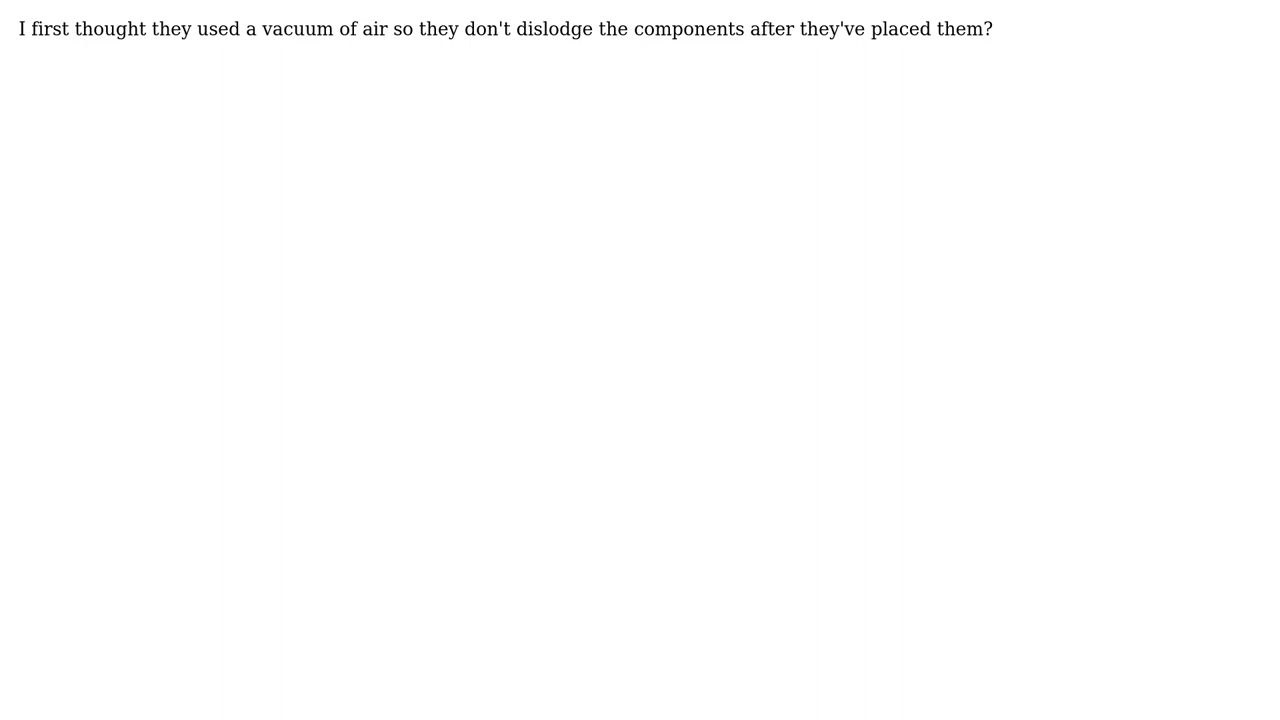 I first thought they used a vacuum of air so they don't dislodge the components after they've placed them?